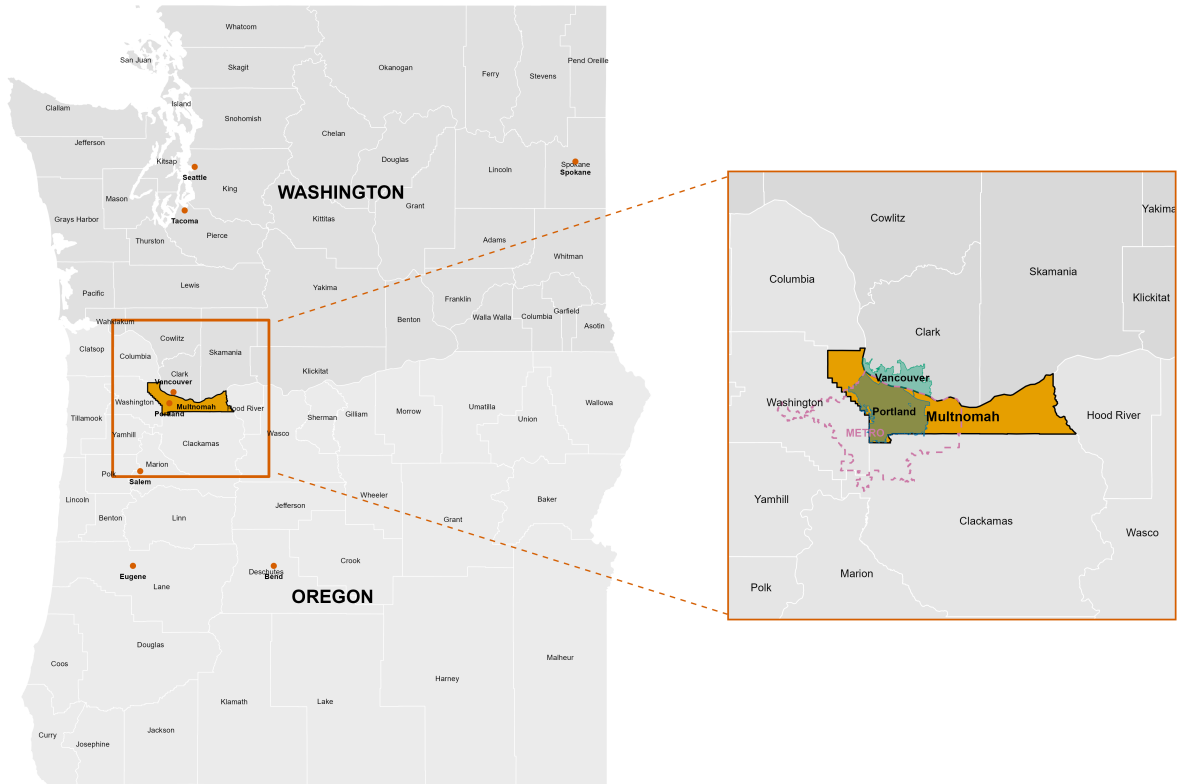 Whatcom
San Juan
Skagit
Okanogan
Ferry
Stevens
Pend Oreille
Clallam
Island
Snohomish
Jefferson
Chelan
Kitsap
Douglas
Spokane
Spokane
Lincoln
Seattle
King
WASHINGTON
Mason
Grant
Grays Harbor
Tacoma
Kittitas
Pierce
Thurston
Adams
Whitman
Lewis
Yakima
Pacific
Franklin
Walla Walla
Columbia
Garfield
Asotin
Benton
Wahkiakum
Cowlitz
Clatsop
Columbia
Skamania
Clark
Vancouver
Klickitat
Washington
Portland
Multnomah
Hood River
Tillamook
Sherman
Gilliam
Morrow
Umatilla
Union
Wallowa
Yamhill
Clackamas
Wasco
Polk
Marion
Salem
Lincoln
Benton
Linn
Jefferson
Wheeler
Grant
Baker
Crook
Deschutes
Bend
Eugene
Lane
OREGON
Douglas
Coos
Malheur
Harney
Klamath
Lake
Curry
Josephine
Jackson
Yakima
Cowlitz
Columbia
Skamania
Klickitat
Clark
Vancouver
Washington
Portland
Multnomah
Hood River
METRO
Yamhill
Clackamas
Wasco
Marion
Polk